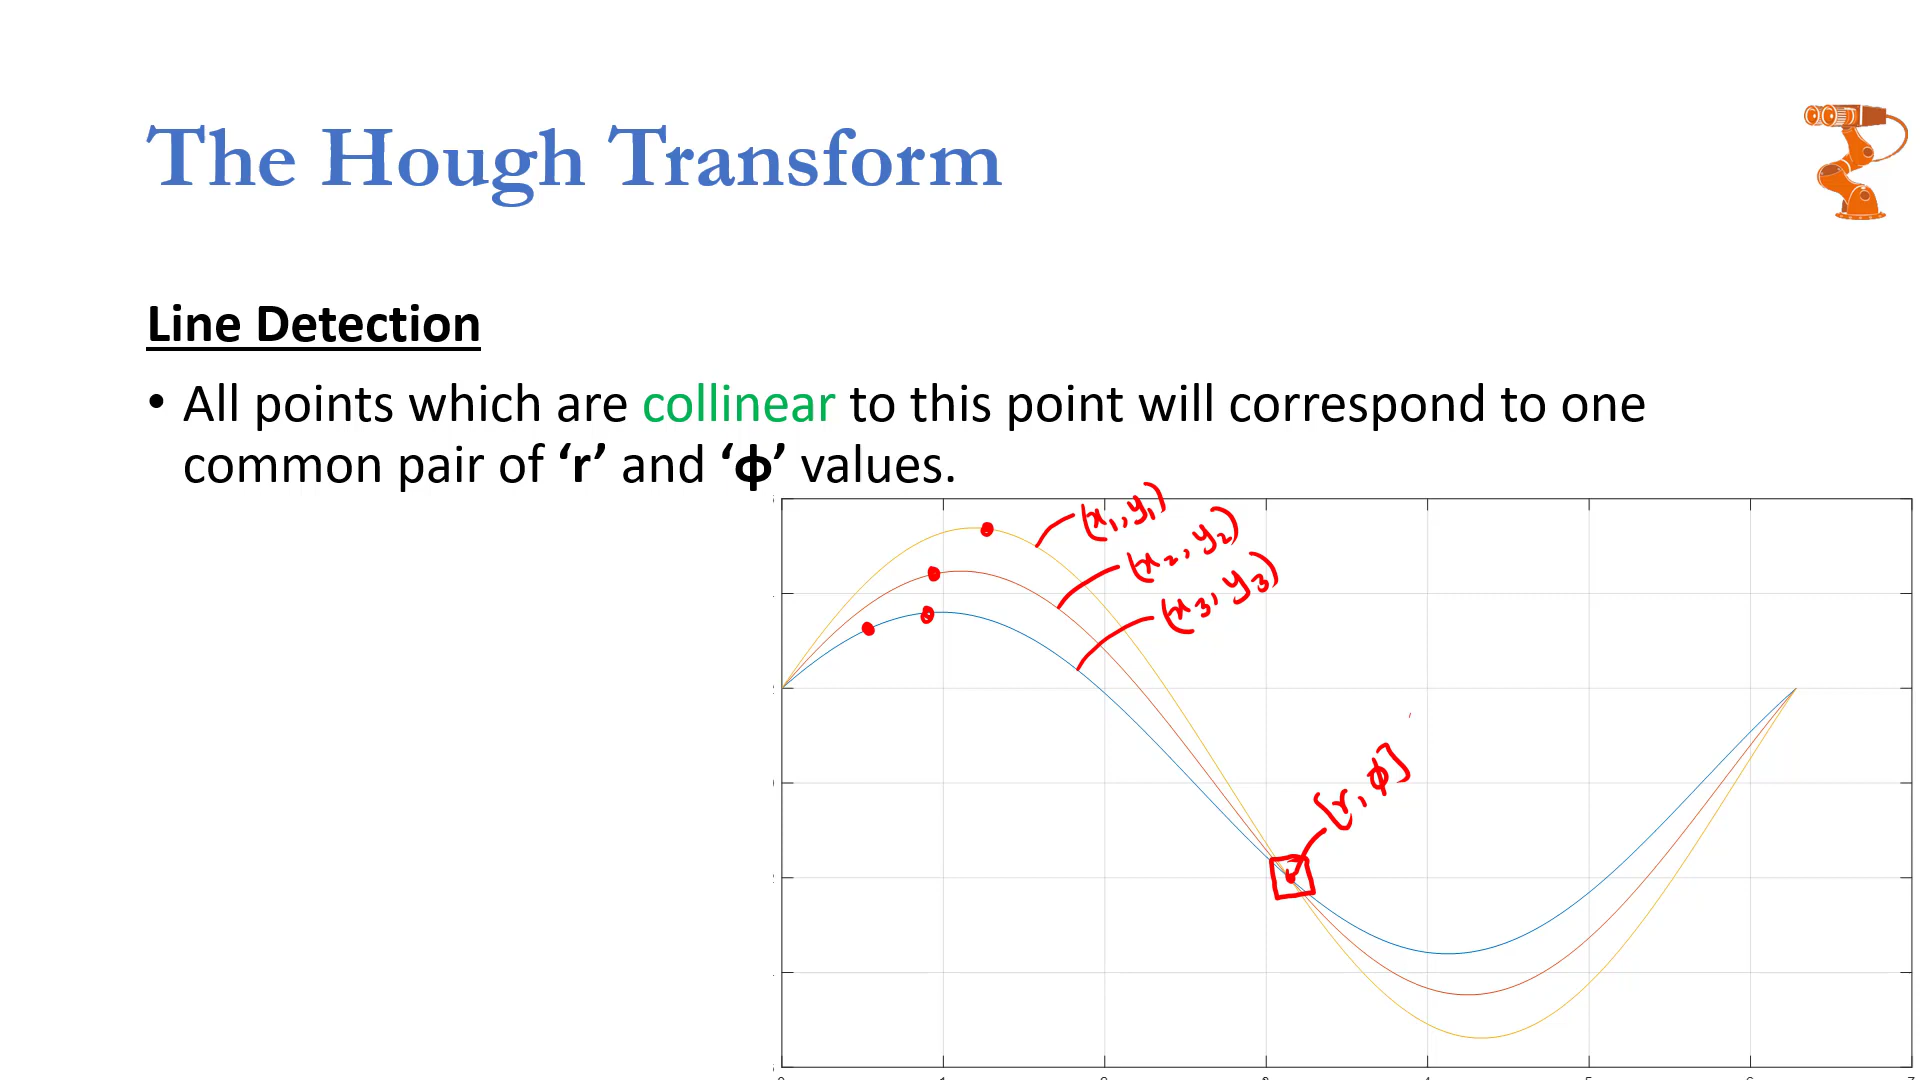 The Hough Transform
Line Detection
• All points which are collinear to this point will correspond to one
common pair of ‘r’ and ‘ф’ values.
(x₁, y₁)
(x₂, y₂)
(x₃, y₃)
[r, ϕ]